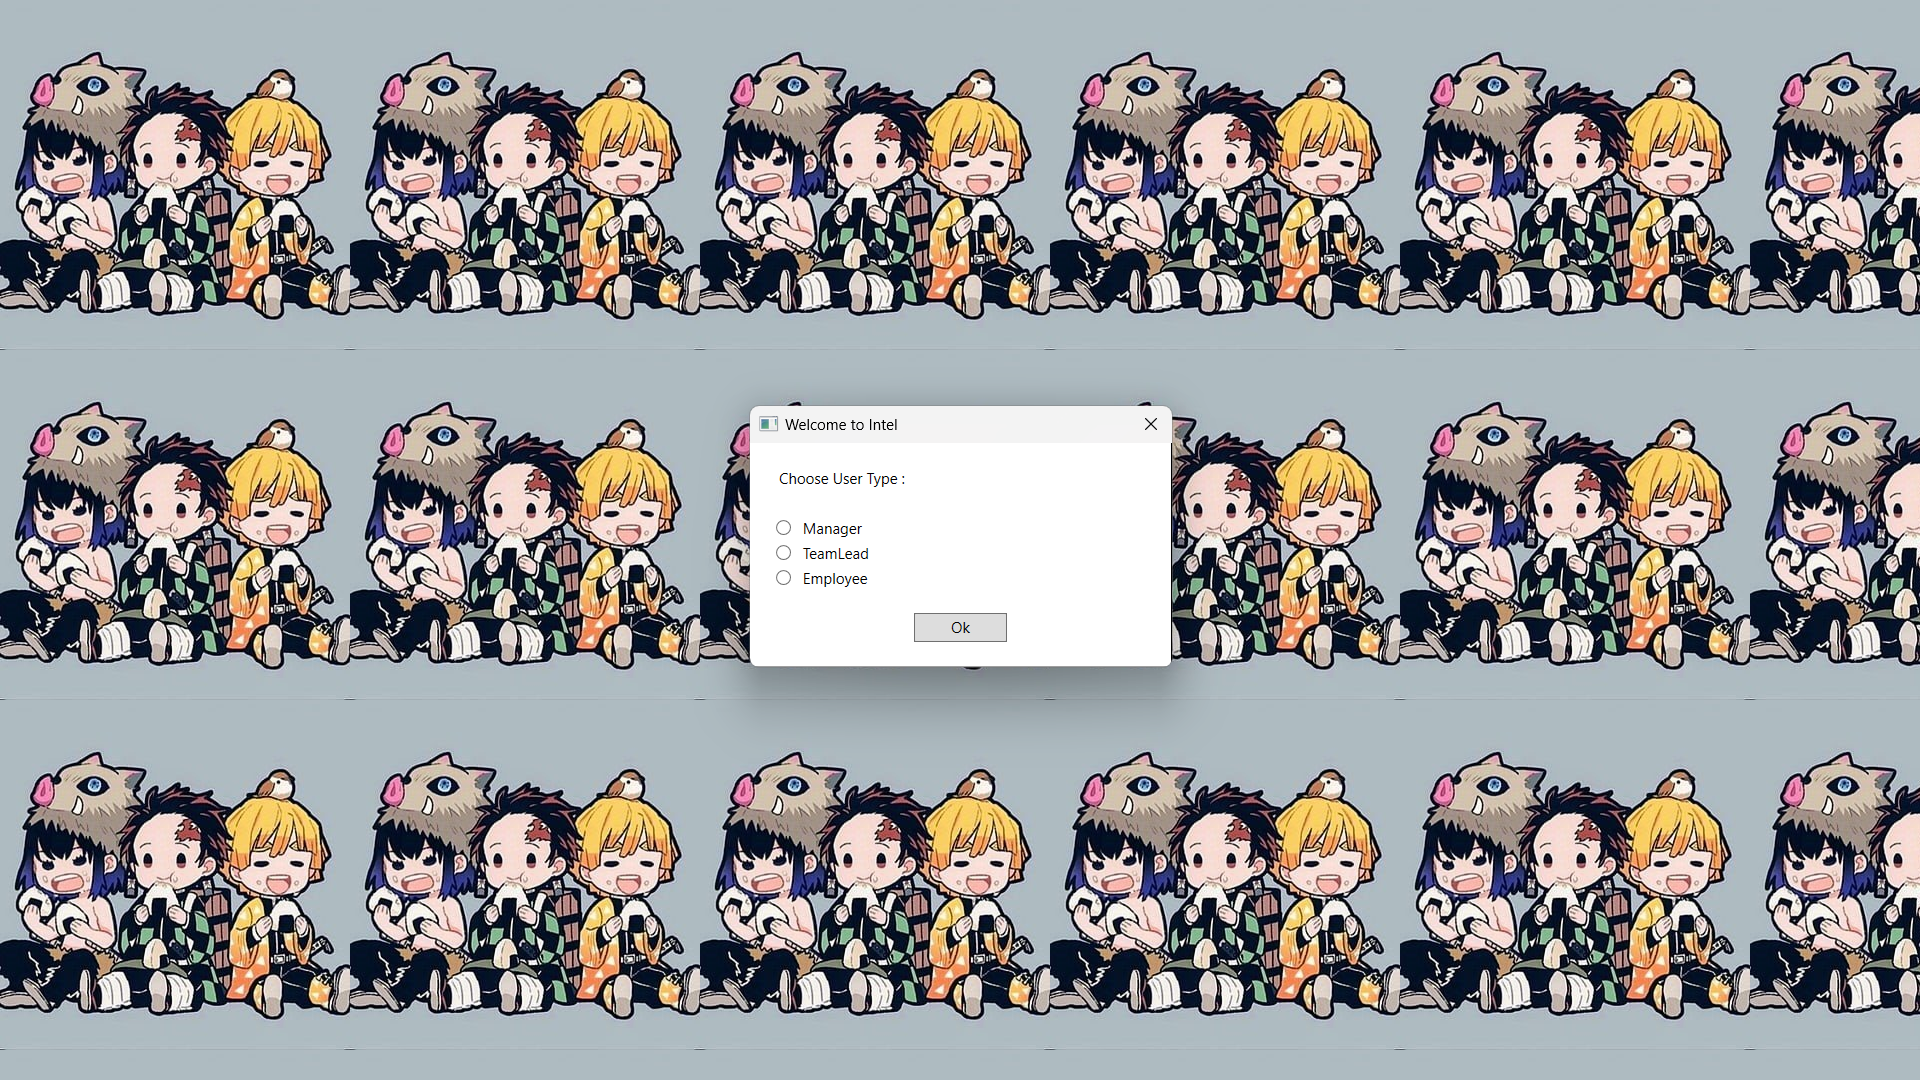 Welcome to Intel
Choose User Type :
Manager
TeamLead
Employee
Ok